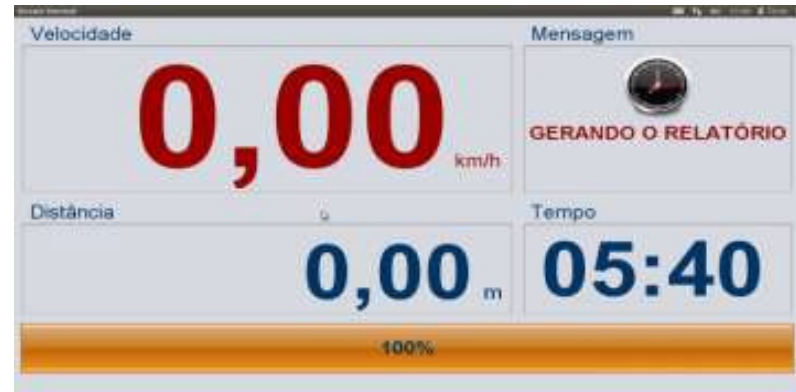 Velocidade
0,00 km/h
Mensagem
GERANDO O RELATÓRIO
Distância
0,00 m
Tempo
05:40
100%